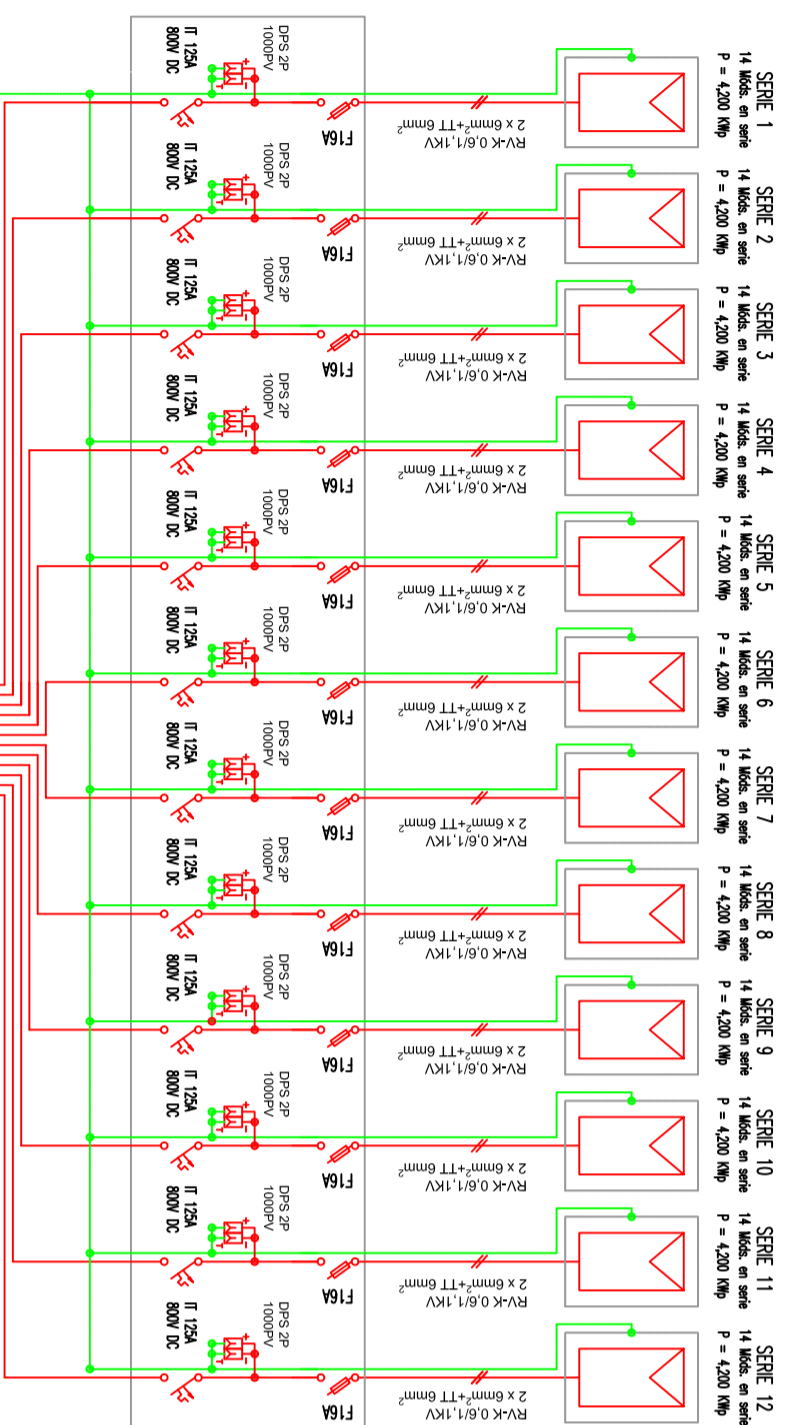 SERIE 1
14 Móds. en serie
P = 4,200 KWp
RV-K 0,6/1,1KV
2 x 6mm²+TT 6mm²
F16A
DPS 2P
1000PV
IT 125A
800V DC
SERIE 2
14 Móds. en serie
P = 4,200 KWp
RV-K 0,6/1,1KV
2 x 6mm²+TT 6mm²
F16A
DPS 2P
1000PV
IT 125A
800V DC
SERIE 3
14 Móds. en serie
P = 4,200 KWp
RV-K 0,6/1,1KV
2 x 6mm²+TT 6mm²
F16A
DPS 2P
1000PV
IT 125A
800V DC
SERIE 4
14 Móds. en serie
P = 4,200 KWp
RV-K 0,6/1,1KV
2 x 6mm²+TT 6mm²
F16A
DPS 2P
1000PV
IT 125A
800V DC
SERIE 5
14 Móds. en serie
P = 4,200 KWp
RV-K 0,6/1,1KV
2 x 6mm²+TT 6mm²
F16A
DPS 2P
1000PV
IT 125A
800V DC
SERIE 6
14 Móds. en serie
P = 4,200 KWp
RV-K 0,6/1,1KV
2 x 6mm²+TT 6mm²
F16A
DPS 2P
1000PV
IT 125A
800V DC
SERIE 7
14 Móds. en serie
P = 4,200 KWp
RV-K 0,6/1,1KV
2 x 6mm²+TT 6mm²
F16A
DPS 2P
1000PV
IT 125A
800V DC
SERIE 8
14 Móds. en serie
P = 4,200 KWp
RV-K 0,6/1,1KV
2 x 6mm²+TT 6mm²
F16A
DPS 2P
1000PV
IT 125A
800V DC
SERIE 9
14 Móds. en serie
P = 4,200 KWp
RV-K 0,6/1,1KV
2 x 6mm²+TT 6mm²
F16A
DPS 2P
1000PV
IT 125A
800V DC
SERIE 10
14 Móds. en serie
P = 4,200 KWp
RV-K 0,6/1,1KV
2 x 6mm²+TT 6mm²
F16A
DPS 2P
1000PV
IT 125A
800V DC
SERIE 11
14 Móds. en serie
P = 4,200 KWp
RV-K 0,6/1,1KV
2 x 6mm²+TT 6mm²
F16A
DPS 2P
1000PV
IT 125A
800V DC
SERIE 12
14 Móds. en serie
P = 4,200 KWp
RV-K 0,6/1,1KV
2 x 6mm²+TT 6mm²
F16A
DPS 2P
1000PV
IT 125A
800V DC